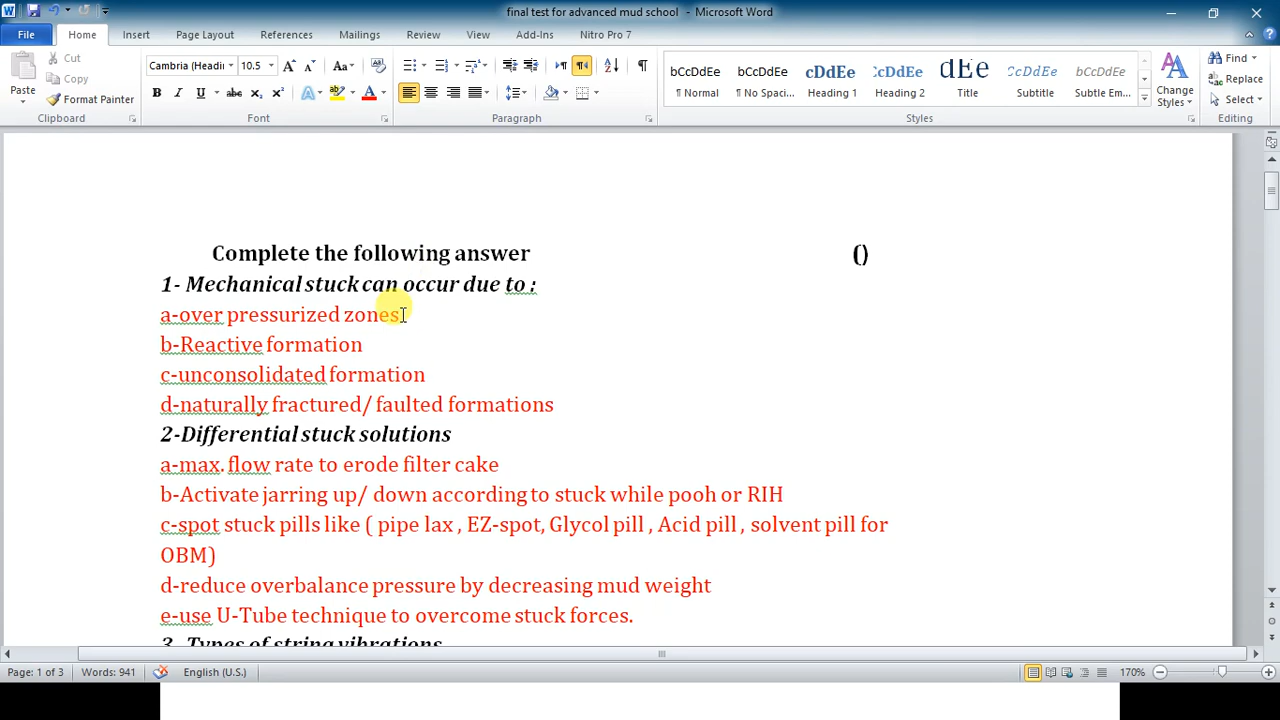 final test for advanced mud school - Microsoft Word
File Home Insert Page Layout References Mailings Review View Add-Ins Nitro Pro 7
Paste
Cut
Copy
Format Painter
Clipboard
Cambria (Headi 10.5
Font
Paragraph
bCcDdEe bCcDdEe cDdEe CcDdEe dEe CcDdEe bCcDdEe
¶ Normal ¶ No Spaci... Heading 1 Heading 2 Title Subtitle Subtle Em...
Change Styles
Styles
Find
Replace
Select
Editing
Complete the following answer ()
1- Mechanical stuck can occur due to :
a-over pressurized zones
b-Reactive formation
c-unconsolidated formation
d-naturally fractured/ faulted formations
2-Differential stuck solutions
a-max. flow rate to erode filter cake
b-Activate jarring up/ down according to stuck while pooh or RIH
c-spot stuck pills like ( pipe lax , EZ-spot, Glycol pill , Acid pill , solvent pill for
OBM)
d-reduce overbalance pressure by decreasing mud weight
e-use U-Tube technique to overcome stuck forces.
3- Types of string vibrations
Page: 1 of 3 Words: 941 English (U.S.) 170%